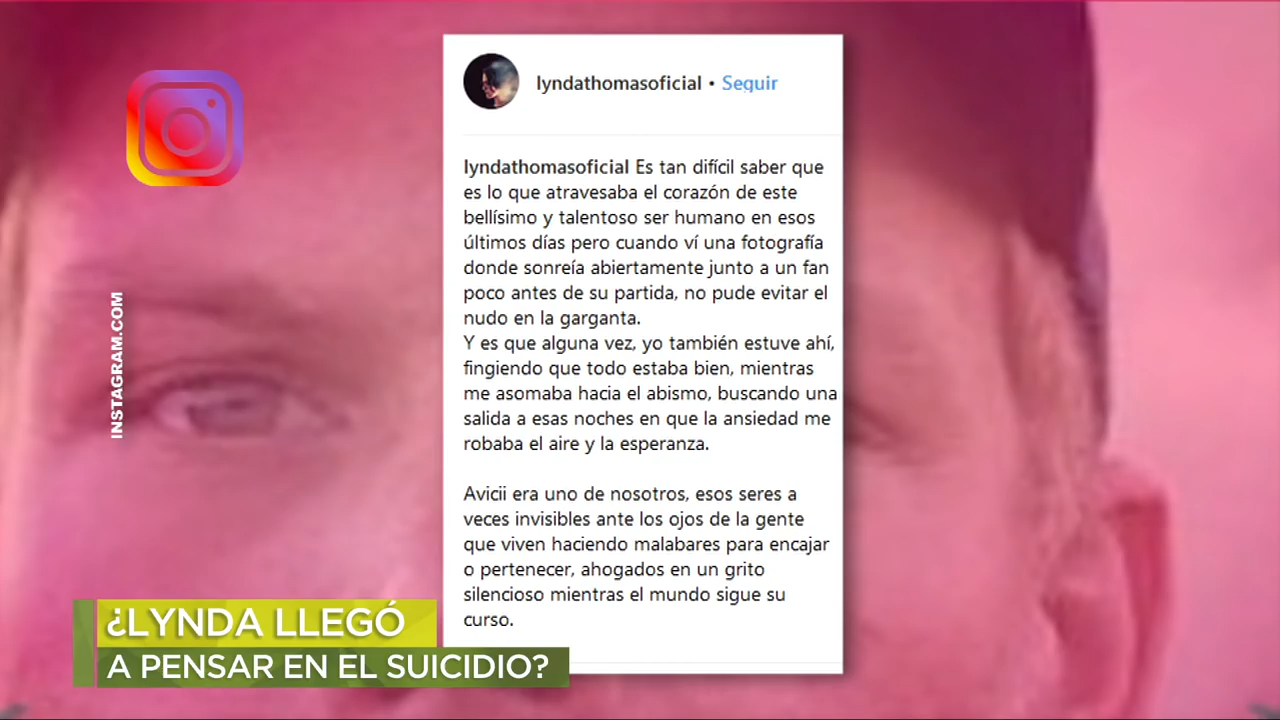 lyndathomasoficial • Seguir
lyndathomasoficial Es tan difícil saber que
es lo que atravesaba el corazón de este
bellísimo y talentoso ser humano en esos
últimos días pero cuando ví una fotografía
donde sonreía abiertamente junto a un fan
poco antes de su partida, no pude evitar el
nudo en la garganta.
Y es que alguna vez, yo también estuve ahí,
fingiendo que todo estaba bien, mientras
me asomaba hacia el abismo, buscando una
salida a esas noches en que la ansiedad me
robaba el aire y la esperanza.
Avicii era uno de nosotros, esos seres a
veces invisibles ante los ojos de la gente
que viven haciendo malabares para encajar
o pertenecer, ahogados en un grito
silencioso mientras el mundo sigue su
curso.
INSTAGRAM.COM
¿LYNDA LLEGÓ
A PENSAR EN EL SUICIDIO?